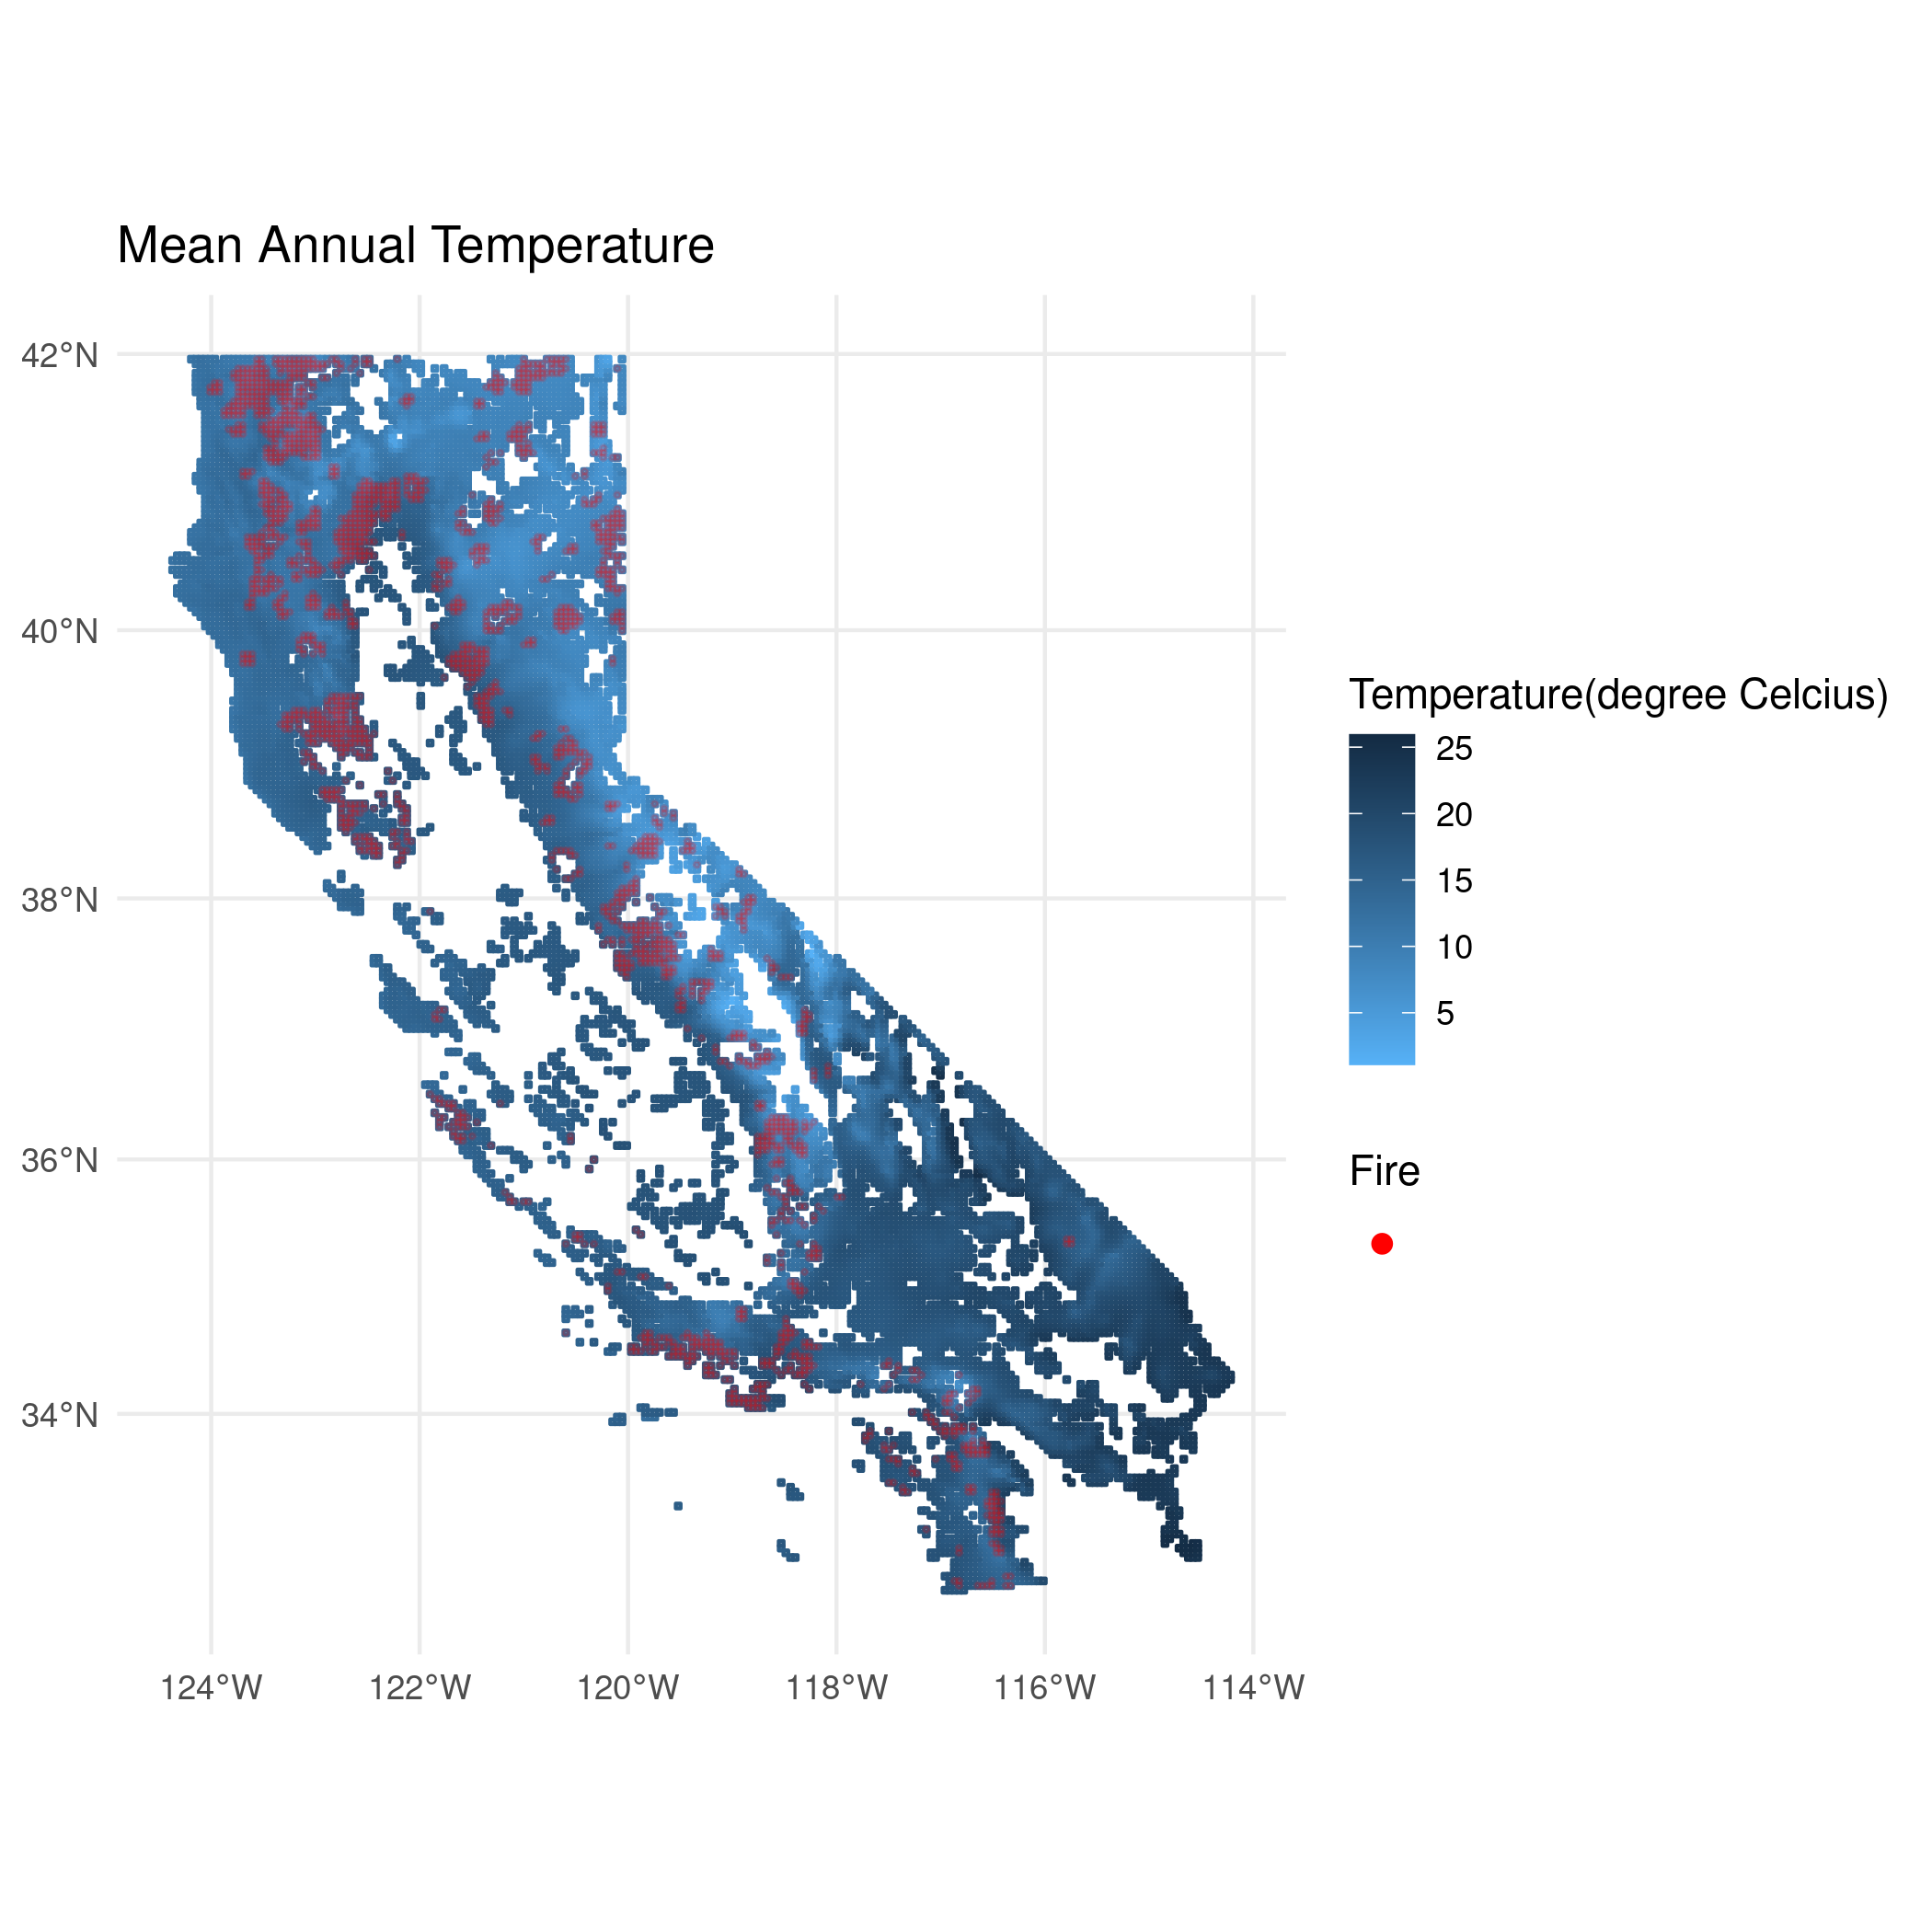 Mean Annual Temperature
42°N
40°N
38°N
36°N
34°N
124°W 122°W 120°W 118°W 116°W 114°W
Temperature(degree Celcius)
25
20
15
10
5
Fire